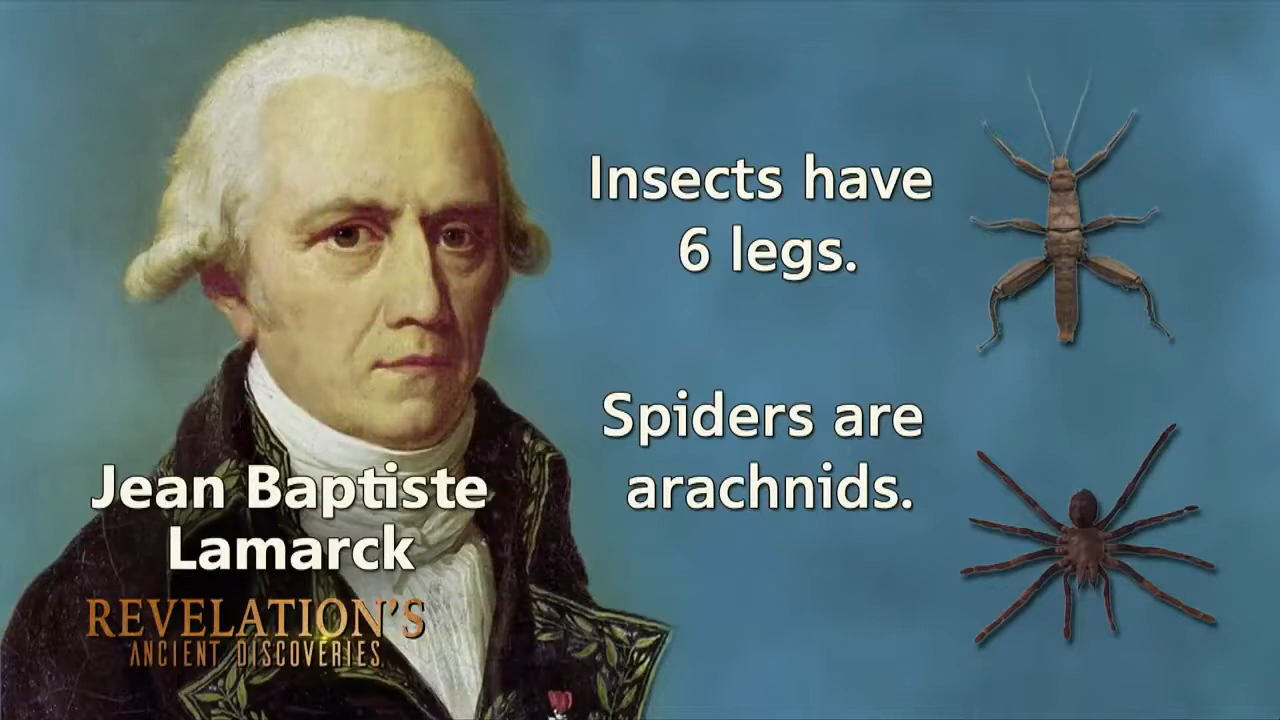 Insects have
6 legs.
Spiders are
arachnids.
Jean Baptiste
Lamarck
REVELATION'S
ANCIENT DISCOVERIES